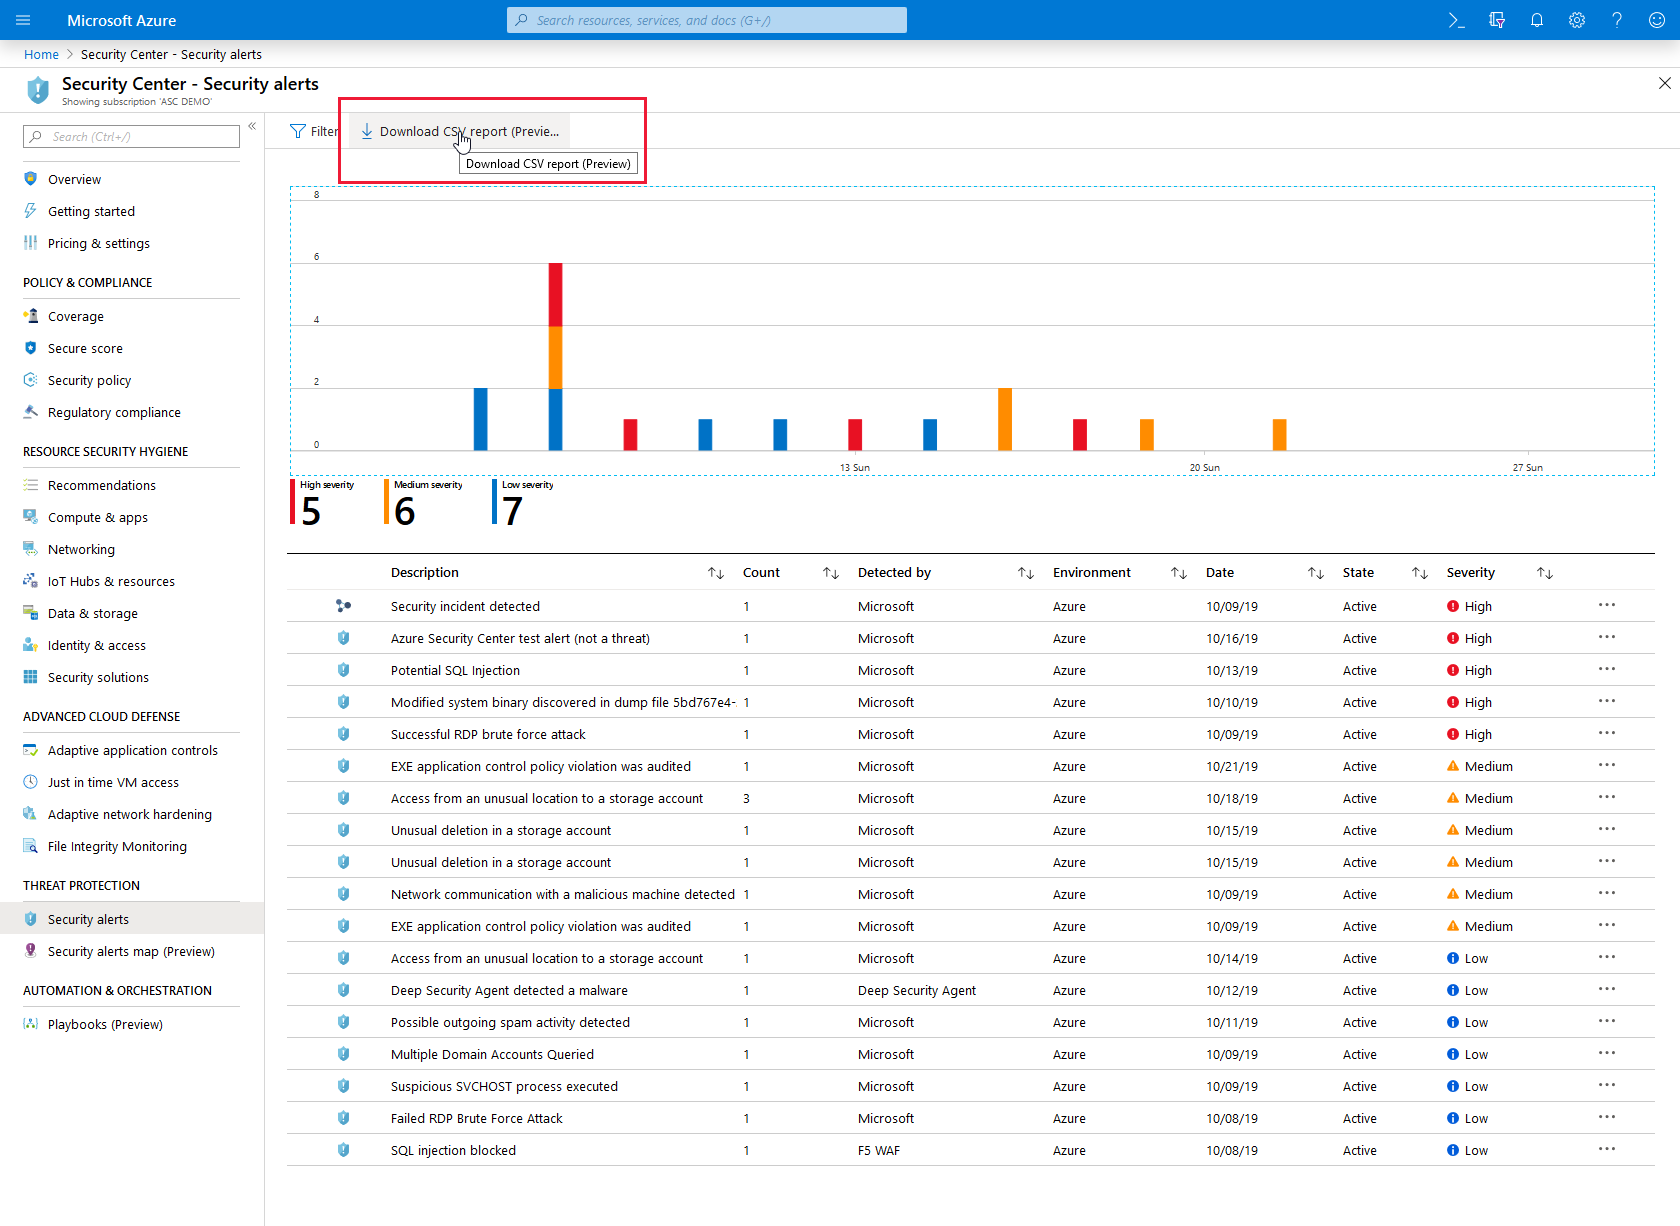 Microsoft Azure
Search resources, services, and docs (G+/)
Home > Security Center - Security alerts
Security Center - Security alerts
Showing subscription 'ASC DEMO'
Search (Ctrl+/)
«
Overview
Getting started
Pricing & settings
POLICY & COMPLIANCE
Coverage
Secure score
Security policy
Regulatory compliance
RESOURCE SECURITY HYGIENE
Recommendations
Compute & apps
Networking
IoT Hubs & resources
Data & storage
Identity & access
Security solutions
ADVANCED CLOUD DEFENSE
Adaptive application controls
Just in time VM access
Adaptive network hardening
File Integrity Monitoring
THREAT PROTECTION
Security alerts
Security alerts map (Preview)
AUTOMATION & ORCHESTRATION
Playbooks (Preview)
Filter
Download CSV report (Previe...
Download CSV report (Preview)
8
6
4
2
0
13 Sun 20 Sun 27 Sun
High severity Medium severity Low severity
5 6 7
Description Count Detected by Environment Date State Severity
Security incident detected 1 Microsoft Azure 10/09/19 Active High ...
Azure Security Center test alert (not a threat) 1 Microsoft Azure 10/16/19 Active High ...
Potential SQL Injection 1 Microsoft Azure 10/13/19 Active High ...
Modified system binary discovered in dump file 5bd767e4- 1 Microsoft Azure 10/10/19 Active High ...
Successful RDP brute force attack 1 Microsoft Azure 10/09/19 Active High ...
EXE application control policy violation was audited 1 Microsoft Azure 10/21/19 Active Medium ...
Access from an unusual location to a storage account 3 Microsoft Azure 10/18/19 Active Medium ...
Unusual deletion in a storage account 1 Microsoft Azure 10/15/19 Active Medium ...
Unusual deletion in a storage account 1 Microsoft Azure 10/15/19 Active Medium ...
Network communication with a malicious machine detected 1 Microsoft Azure 10/09/19 Active Medium ...
EXE application control policy violation was audited 1 Microsoft Azure 10/09/19 Active Medium ...
Access from an unusual location to a storage account 1 Microsoft Azure 10/14/19 Active Low ...
Deep Security Agent detected a malware 1 Deep Security Agent Azure 10/12/19 Active Low ...
Possible outgoing spam activity detected 1 Microsoft Azure 10/11/19 Active Low ...
Multiple Domain Accounts Queried 1 Microsoft Azure 10/09/19 Active Low ...
Suspicious SVCHOST process executed 1 Microsoft Azure 10/09/19 Active Low ...
Failed RDP Brute Force Attack 1 Microsoft Azure 10/08/19 Active Low ...
SQL injection blocked 1 F5 WAF Azure 10/08/19 Active Low ...